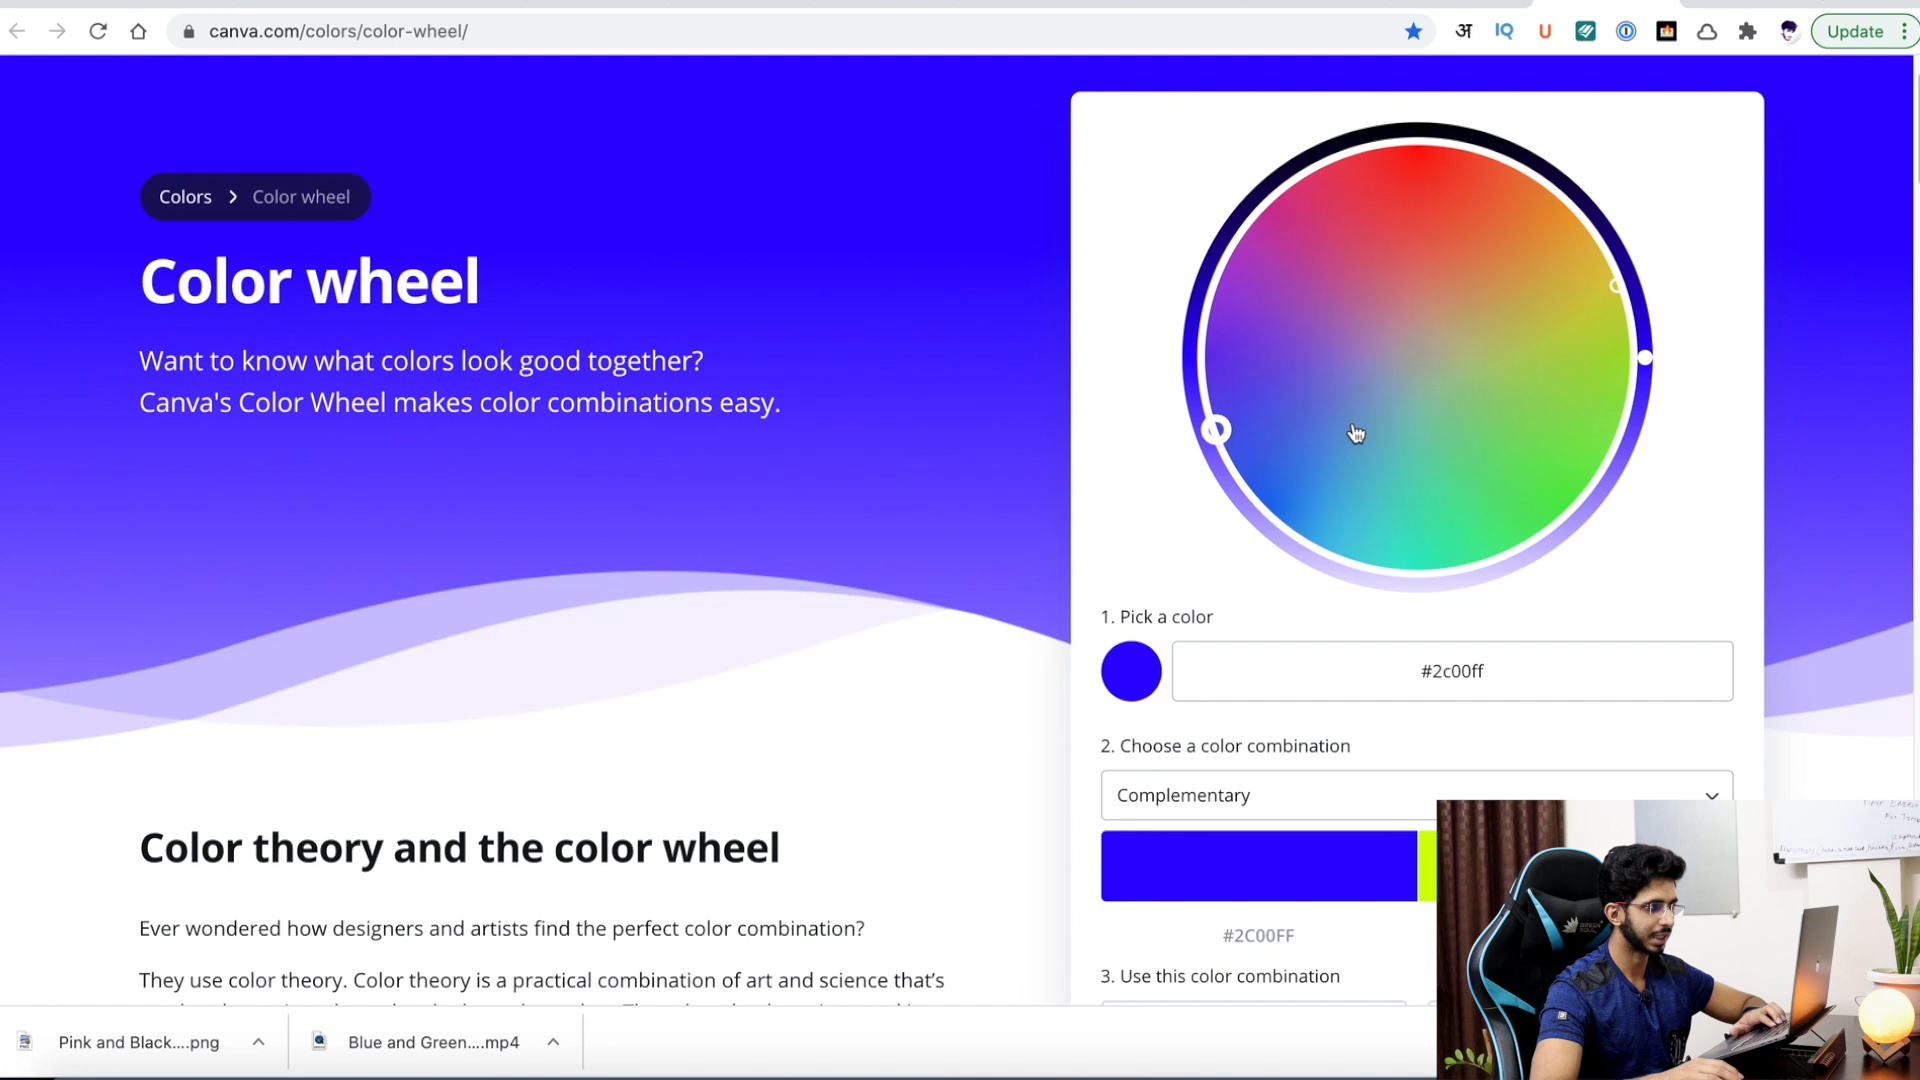 canva.com/colors/color-wheel/
अ
IQ
U
Update
Colors > Color wheel
Color wheel
Want to know what colors look good together?
Canva's Color Wheel makes color combinations easy.
1. Pick a color
#2c00ff
2. Choose a color combination
Complementary
#2C00FF
3. Use this color combination
Color theory and the color wheel
Ever wondered how designers and artists find the perfect color combination?
They use color theory. Color theory is a practical combination of art and science that's
Pink and Black....png
Blue and Green....mp4